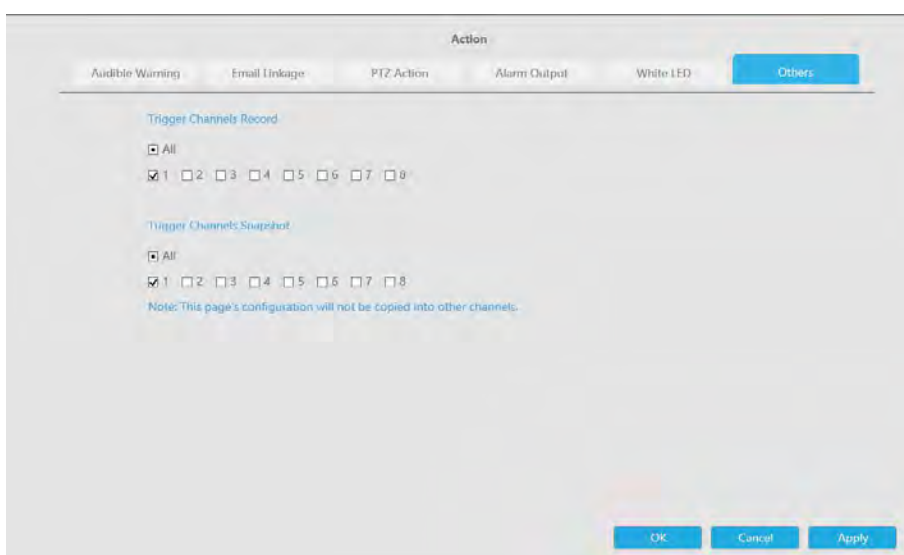 Action
Audible Warning Email Linkage PTZ Action Alarm Output White LED Others
Trigger Channels Record
All
1 2 3 4 5 6 7 8
Trigger Channels Snapshot
All
1 2 3 4 5 6 7 8
Note: This page's configuration will not be copied into other channels.
OK Cancel Apply